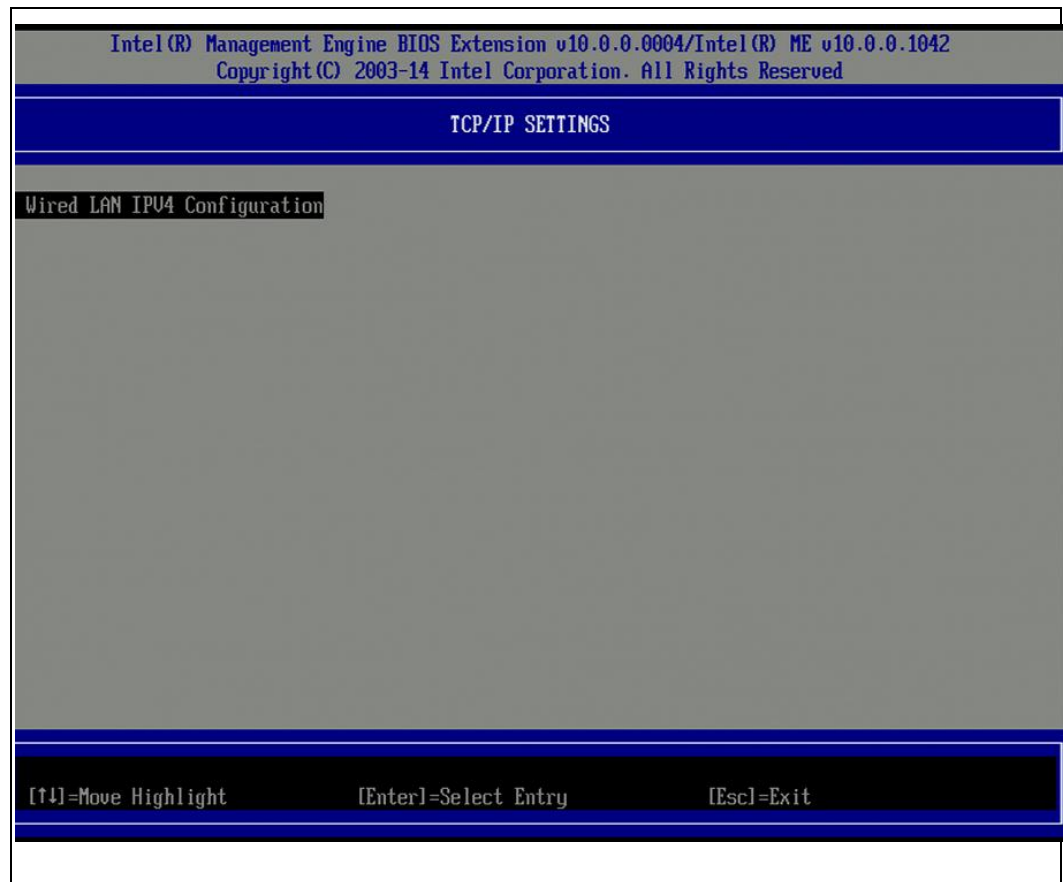 Intel(R) Management Engine BIOS Extension v10.0.0.0004/Intel(R) ME v10.0.0.1042
Copyright(C) 2003-14 Intel Corporation. All Rights Reserved
TCP/IP SETTINGS
Wired LAN IPV4 Configuration
[↑↓]=Move Highlight [Enter]=Select Entry [Esc]=Exit